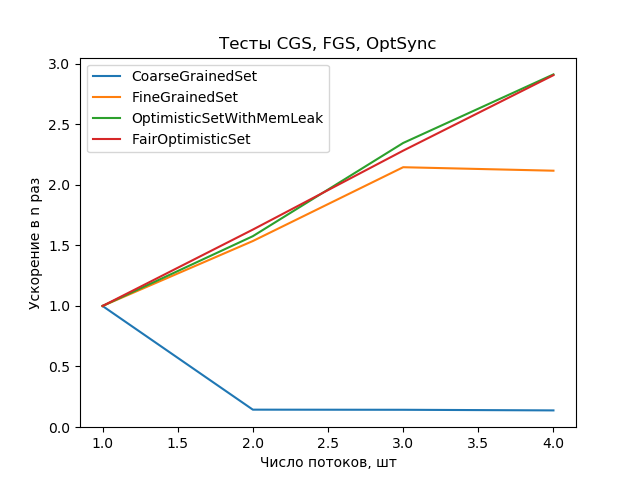 Тесты CGS, FGS, OptSync
CoarseGrainedSet
FineGrainedSet
OptimisticSetWithMemLeak
FairOptimisticSet
Ускорение в n раз
3.0
2.5
2.0
1.5
1.0
0.5
0.0
1.0 1.5 2.0 2.5 3.0 3.5 4.0
Число потоков, шт